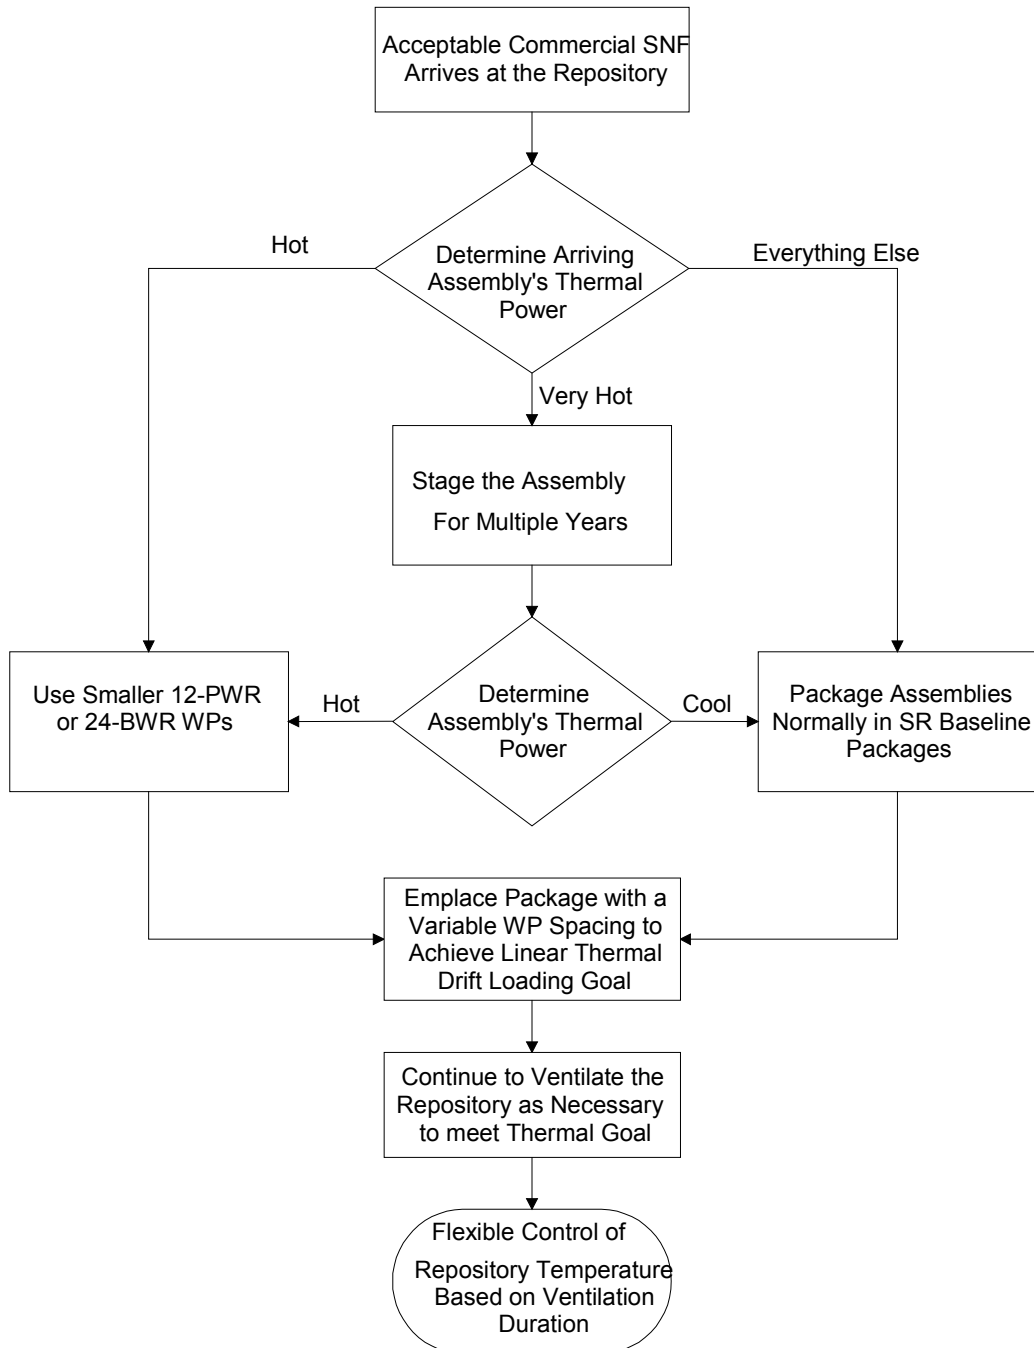 Acceptable Commercial SNF
Arrives at the Repository
Hot
Determine Arriving
Assembly's Thermal
Power
Everything Else
Very Hot
Stage the Assembly
For Multiple Years
Use Smaller 12-PWR
or 24-BWR WPs
Hot
Determine
Assembly's Thermal
Power
Cool
Package Assemblies
Normally in SR Baseline
Packages
Emplace Package with a
Variable WP Spacing to
Achieve Linear Thermal
Drift Loading Goal
Continue to Ventilate the
Repository as Necessary
to meet Thermal Goal
Flexible Control of
Repository Temperature
Based on Ventilation
Duration